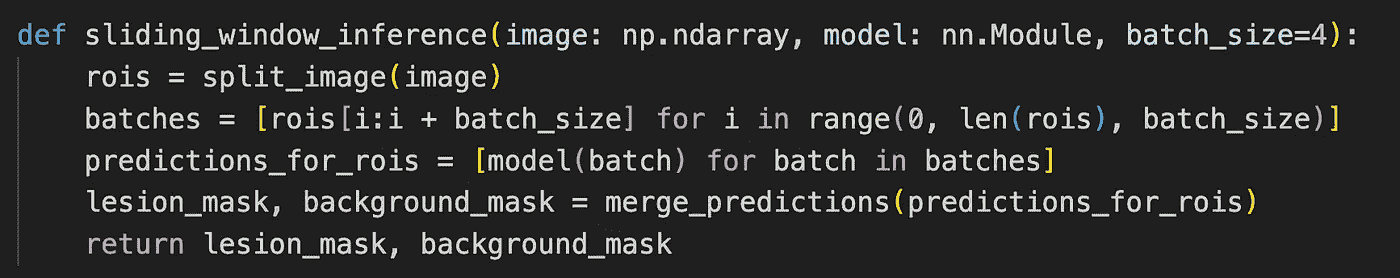 def sliding_window_inference(image: np.ndarray, model: nn.Module, batch_size=4):
    rois = split_image(image)
    batches = [rois[i:i + batch_size] for i in range(0, len(rois), batch_size)]
    predictions_for_rois = [model(batch) for batch in batches]
    lesion_mask, background_mask = merge_predictions(predictions_for_rois)
    return lesion_mask, background_mask